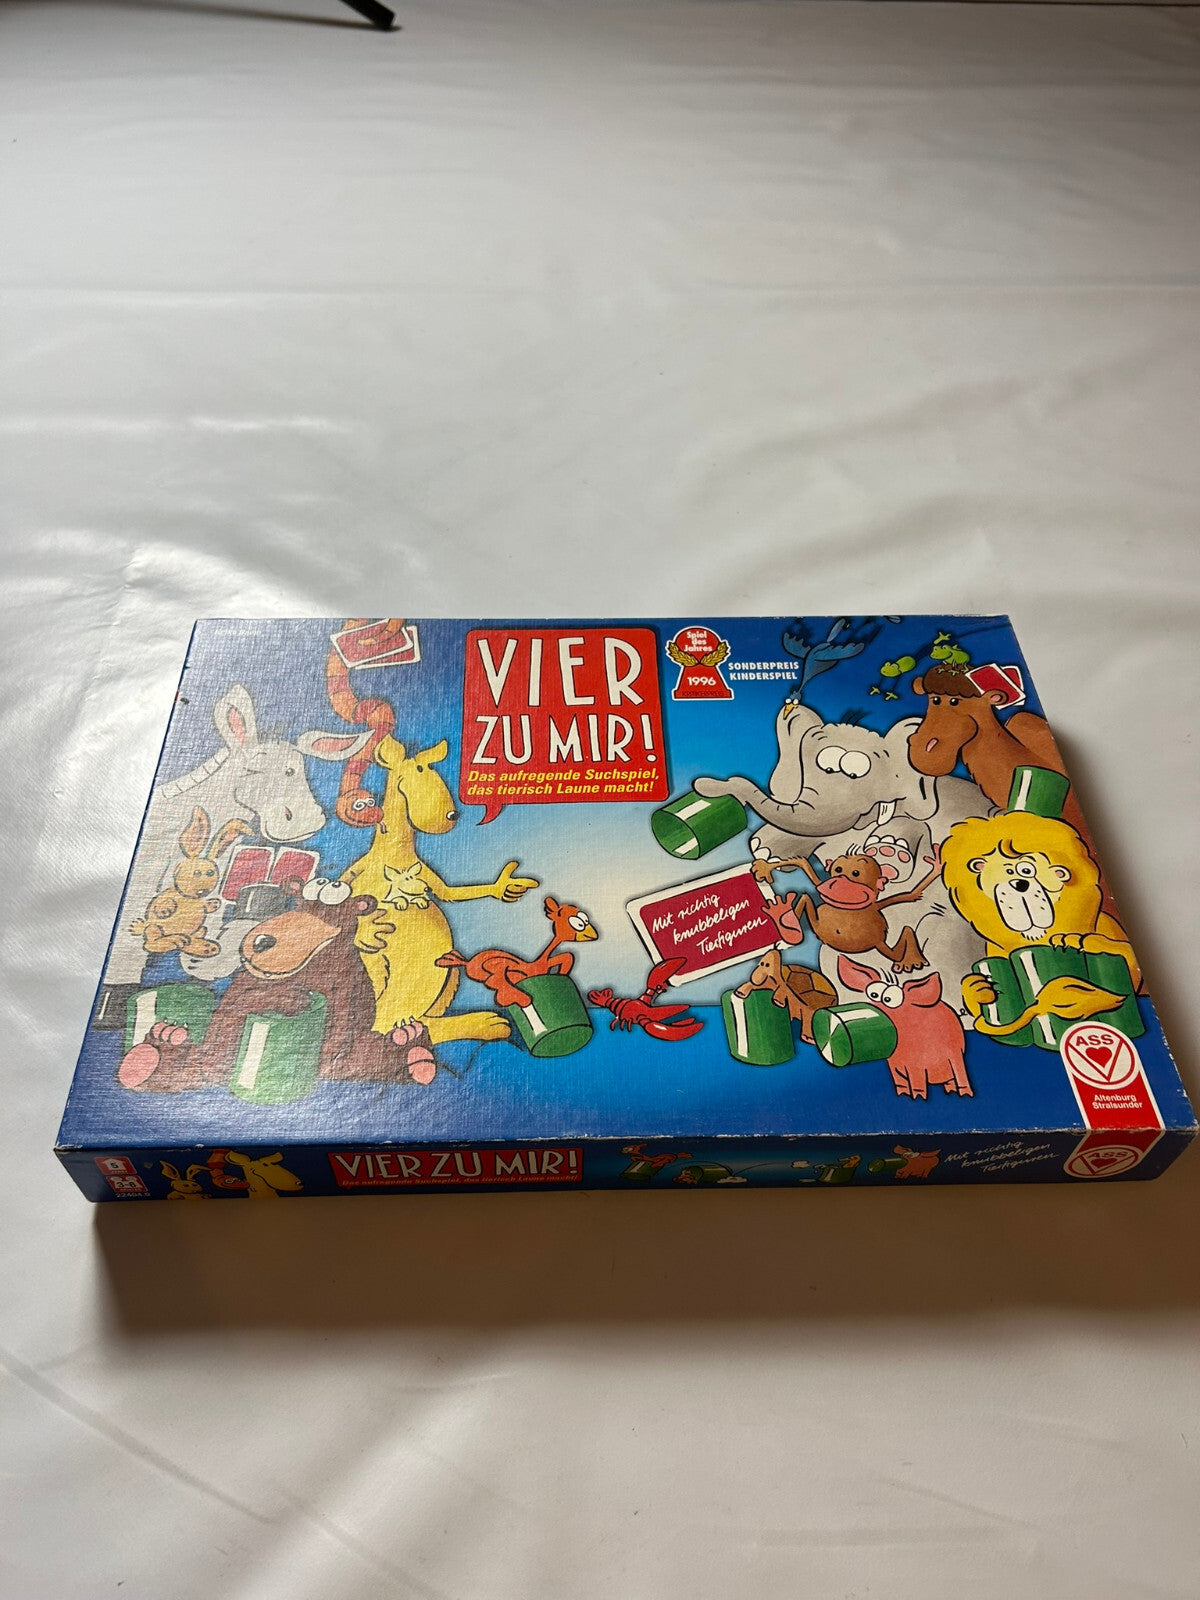 VIER
ZU MIR!
Das aufregende Suchspiel,
das tierisch Laune macht!
Spiel
des
Jahres
1996
SONDERPREIS
KINDERSPIEL
Mit richtig
knubbeligen
Tierfiguren
ASS
Altenburg
Stralsunder
VIER ZU MIR!
Das aufregende Suchspiel, das tierisch Laune macht!
Mit richtig
knubbeligen
Tierfiguren
ASS